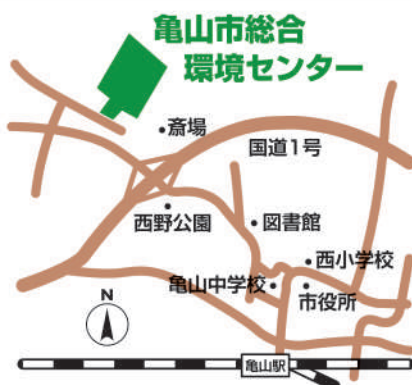 亀山市総合
環境センター
斎場
国道1号
西野公園
図書館
西小学校
亀山中学校
市役所
N
亀山駅